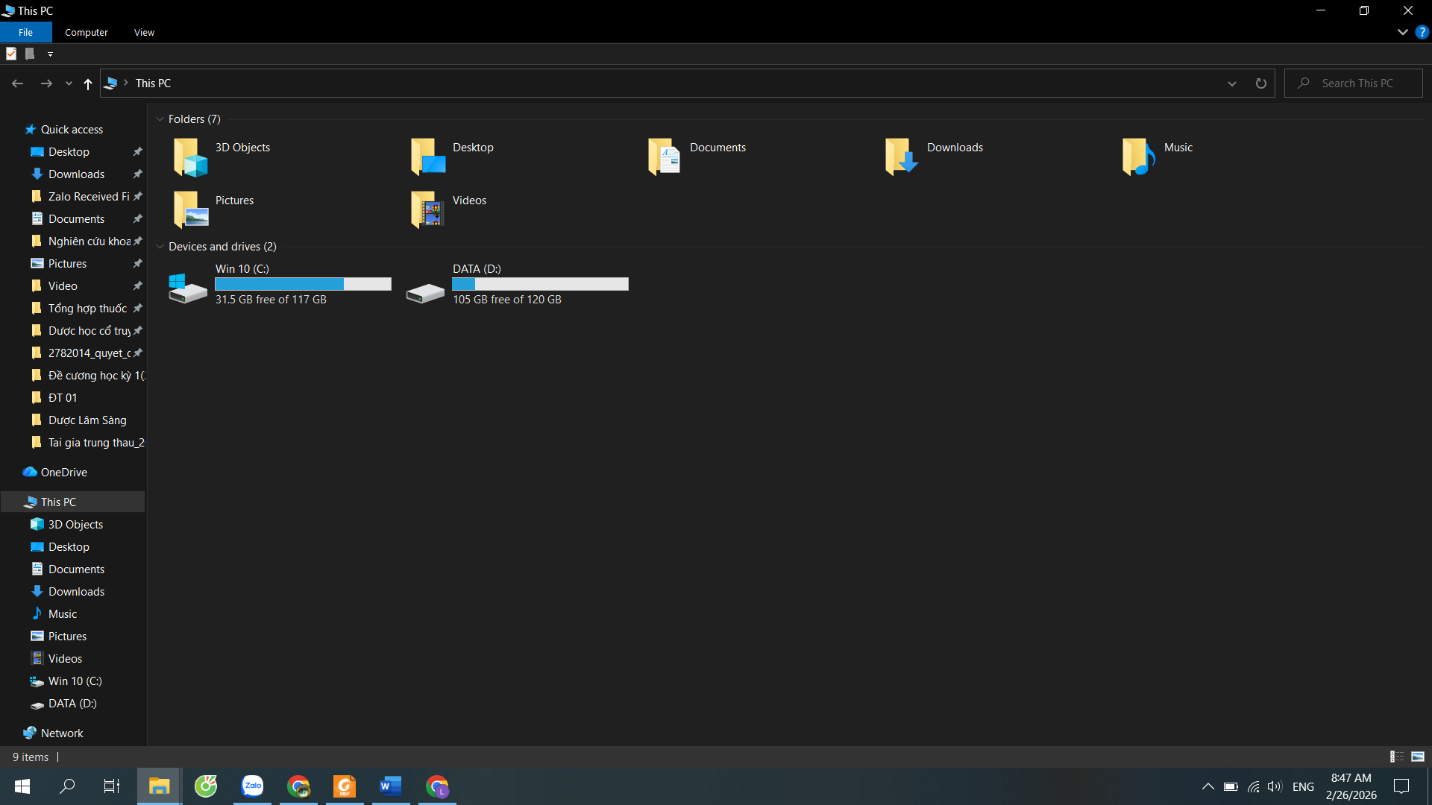 This PC
File
Computer
View
This PC
Search This PC
Quick access
Desktop
Downloads
Zalo Received Fi
Documents
Nghiên cứu khoa
Pictures
Video
Tổng hợp thuốc
Dược học cổ truy
2782014_quyet_c
Đề cương học kỳ 1(
ĐT 01
Dược Lâm Sàng
Tai gia trung thau_2
OneDrive
This PC
3D Objects
Desktop
Documents
Downloads
Music
Pictures
Videos
Win 10 (C:)
DATA (D:)
Network
Folders (7)
3D Objects
Desktop
Documents
Downloads
Music
Pictures
Videos
Devices and drives (2)
Win 10 (C:)
31.5 GB free of 117 GB
DATA (D:)
105 GB free of 120 GB
9 items
Zalo
PDF
W
L
ENG
8:47 AM
2/26/2026